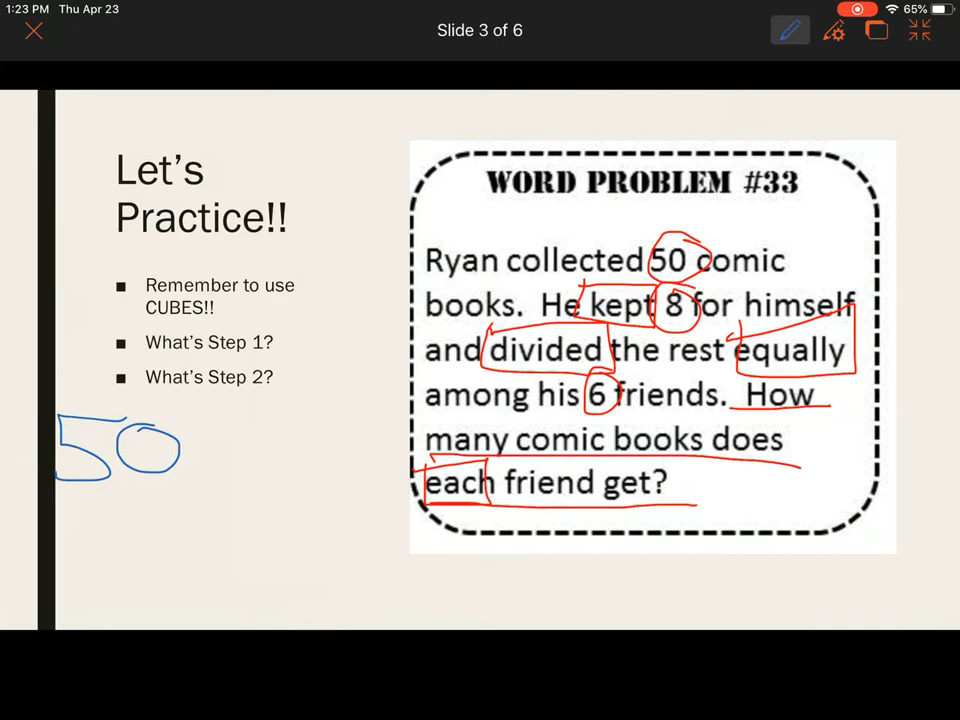 1:23 PM Thu Apr 23
65%
Slide 3 of 6
Let's
Practice!!
■ Remember to use
CUBES!!
■ What's Step 1?
■ What's Step 2?
50
WORD PROBLEM #33
Ryan collected 50 comic
books. He kept 8 for himself
and divided the rest equally
among his 6 friends. How
many comic books does
each friend get?